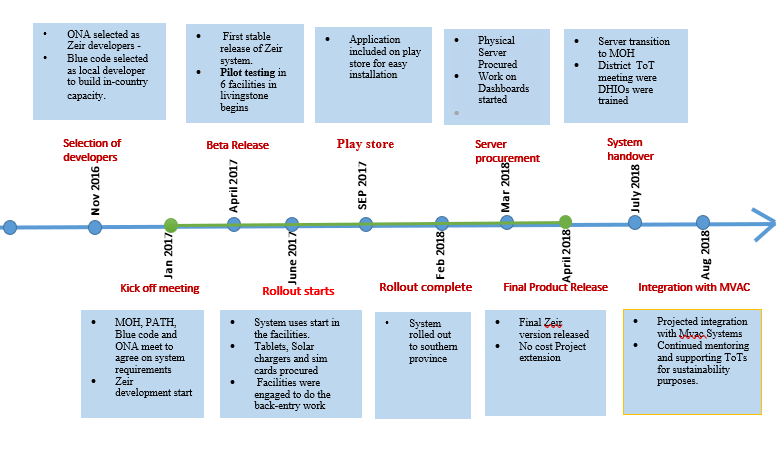 • ONA selected as
Zeir developers -
• Blue code selected
as local developer
to build in-country
capacity.
• First stable
release of Zeir
system.
• Pilot testing in
6 facilities in
livingstone
begins
• Application
included on play
store for easy
installation
• Physical
Server
Procured
• Work on
Dashboards
started
•
• Server transition
to MOH
• District ToT
meeting were
DHIOs were
trained
Selection of
developers
Beta Release
Play store
Server
procurement
System
handover
Nov 2016
April 2017
SEP 2017
Mar 2018
July 2018
Jan 2017
June 2017
Feb 2018
April 2018
Aug 2018
Kick off meeting
Rollout starts
Rollout complete
Final Product Release
Integration with MVAC
• MOH, PATH,
Blue code and
ONA meet to
agree on system
requirements
• Zeir
development start
• System uses start in
the facilities.
• Tablets, Solar
chargers and sim
cards procured
• Facilities were
engaged to do the
back-entry work
• System
rolled out
to southern
province
• Final Zeir
version released
• No cost Project
extension
• Projected integration
with Mvac Systems
• Continued mentoring
and supporting ToTs
for sustainability
purposes.